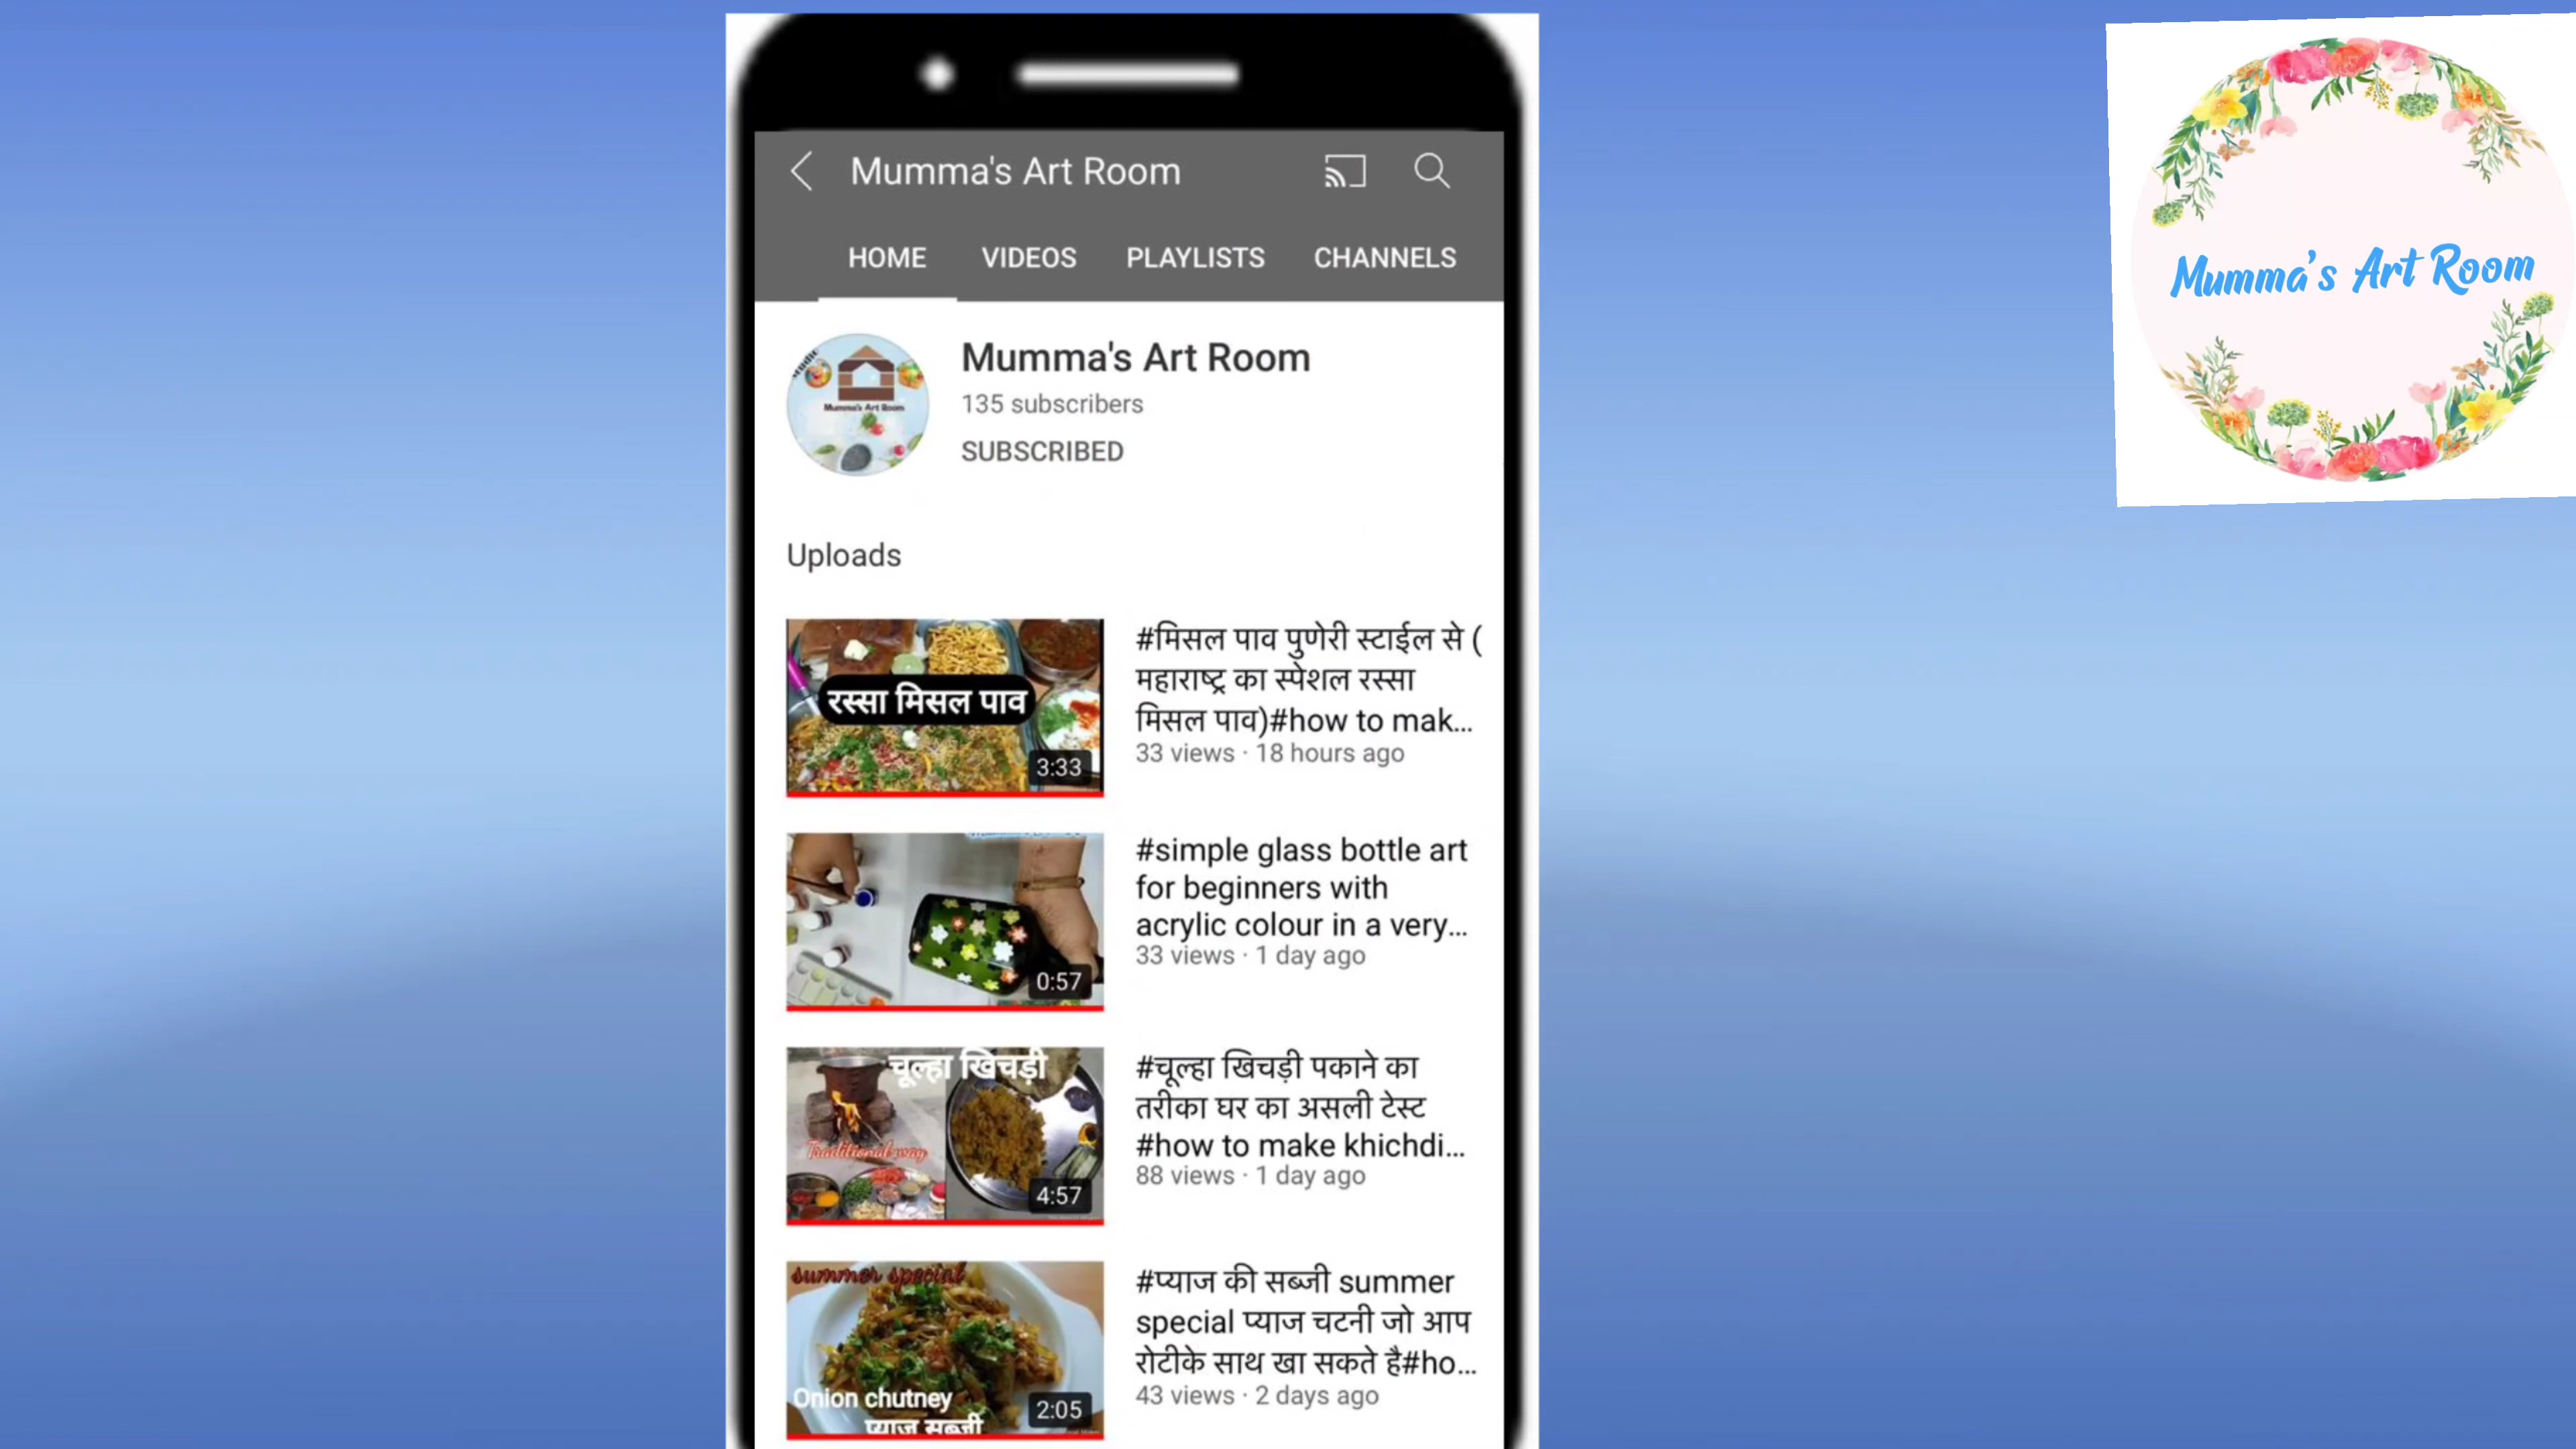 Mumma's Art Room
HOME VIDEOS PLAYLISTS CHANNELS
Mumma's Art Room
135 subscribers
SUBSCRIBED
Mumma's Art Room
Uploads
रस्सा मिसल पाव
3:33
#मिसल पाव पुणेरी स्टाईल से (
महाराष्ट्र का स्पेशल रस्सा
मिसल पाव)#how to mak...
33 views · 18 hours ago
0:57
#simple glass bottle art
for beginners with
acrylic colour in a very...
33 views · 1 day ago
चूल्हा खिचड़ी
Traditional way
4:57
#चूल्हा खिचड़ी पकाने का
तरीका घर का असली टेस्ट
#how to make khichdi...
88 views · 1 day ago
summer special
Onion chutney
प्याज सब्जी
2:05
#प्याज की सब्जी summer
special प्याज चटनी जो आप
रोटीके साथ खा सकते है#ho...
43 views · 2 days ago
Mumma's Art Room